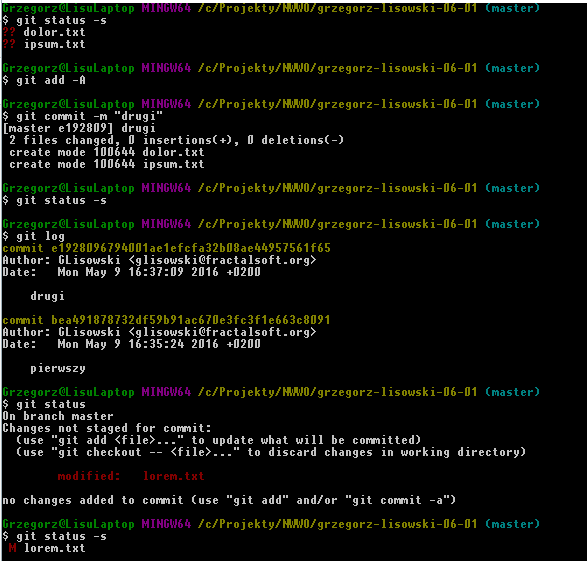 Grzegorz@LisuLaptop MINGW64 /c/Projekty/NWWO/grzegorz-lisowski-06-01 (master)
$ git status -s
?? dolor.txt
?? ipsum.txt
Grzegorz@LisuLaptop MINGW64 /c/Projekty/NWWO/grzegorz-lisowski-06-01 (master)
$ git add -A
Grzegorz@LisuLaptop MINGW64 /c/Projekty/NWWO/grzegorz-lisowski-06-01 (master)
$ git commit -m "drugi"
[master e192809] drugi
 2 files changed, 0 insertions(+), 0 deletions(-)
 create mode 100644 dolor.txt
 create mode 100644 ipsum.txt
Grzegorz@LisuLaptop MINGW64 /c/Projekty/NWWO/grzegorz-lisowski-06-01 (master)
$ git status -s
Grzegorz@LisuLaptop MINGW64 /c/Projekty/NWWO/grzegorz-lisowski-06-01 (master)
$ git log
commit e1928096794001ae1efcfa32b08ae44957561f65
Author: GLisowski <glisowski@fractalsoft.org>
Date:   Mon May 9 16:37:09 2016 +0200
    drugi
commit bea491878732df59b91ac670e3fc3f1e663c8091
Author: GLisowski <glisowski@fractalsoft.org>
Date:   Mon May 9 16:35:24 2016 +0200
    pierwszy
Grzegorz@LisuLaptop MINGW64 /c/Projekty/NWWO/grzegorz-lisowski-06-01 (master)
$ git status
On branch master
Changes not staged for commit:
  (use "git add <file>..." to update what will be committed)
  (use "git checkout -- <file>..." to discard changes in working directory)
        modified:   lorem.txt
no changes added to commit (use "git add" and/or "git commit -a")
Grzegorz@LisuLaptop MINGW64 /c/Projekty/NWWO/grzegorz-lisowski-06-01 (master)
$ git status -s
 M lorem.txt